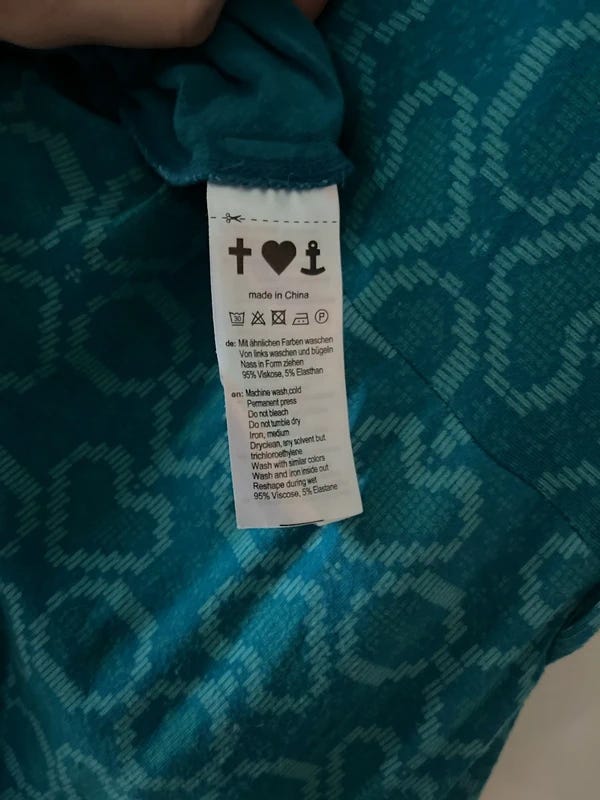 made in China
30 P
de: Mit ähnlichen Farben waschen
Von links waschen und bügeln
Nass in Form ziehen
95% Viskose, 5% Elasthan
en: Machine wash,cold
Permanent press
Do not bleach
Do not tumble dry
Iron, medium
Dryclean, any solvent but
trichloroethylene
Wash with similar colors
Wash and iron inside out
Reshape during wet
95% Viscose, 5% Elastane